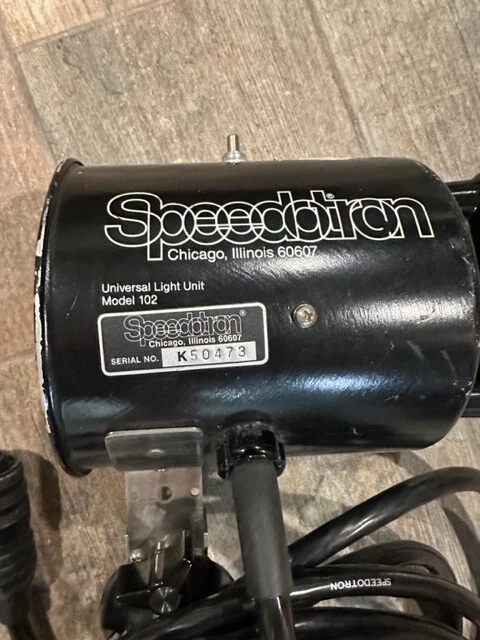 Speedotron®
Chicago, Illinois 60607
Universal Light Unit
Model 102
Speedotron®
Chicago, Illinois 60607
SERIAL NO. K50473
SPEEDOTRON